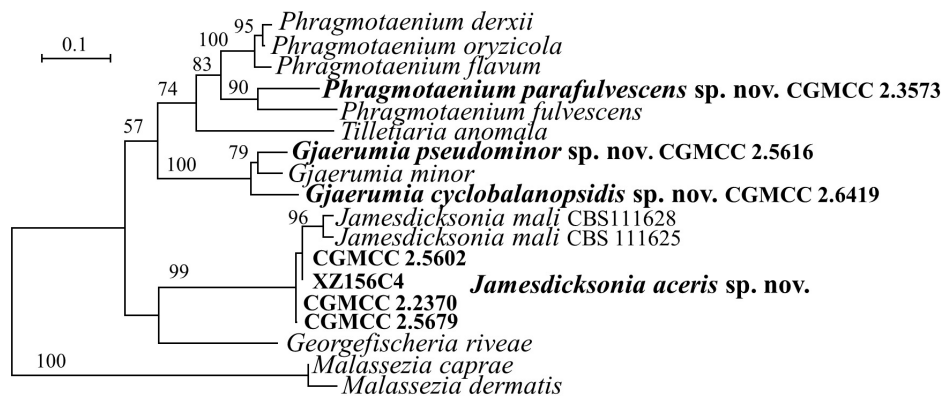 Phragmotaenium derxii
95
Phragmotaenium oryzicola
100
0.1
Phragmotaenium flavum
83
Phragmotaenium parafulvescens sp. nov. CGMCC 2.3573
90
74
Phragmotaenium fulvescens
Tilletiaria anomala
57
Gjaerumia pseudominor sp. nov. CGMCC 2.5616
79
100
Gjaerumia minor
Gjaerumia cyclobalanopsidis sp. nov. CGMCC 2.6419
96
Jamesdicksonia mali CBS111628
Jamesdicksonia mali CBS 111625
CGMCC 2.5602
99
XZ156C4
Jamesdicksonia aceris sp. nov.
CGMCC 2.2370
CGMCC 2.5679
Georgefischeria riveae
100
Malassezia caprae
Malassezia dermatis